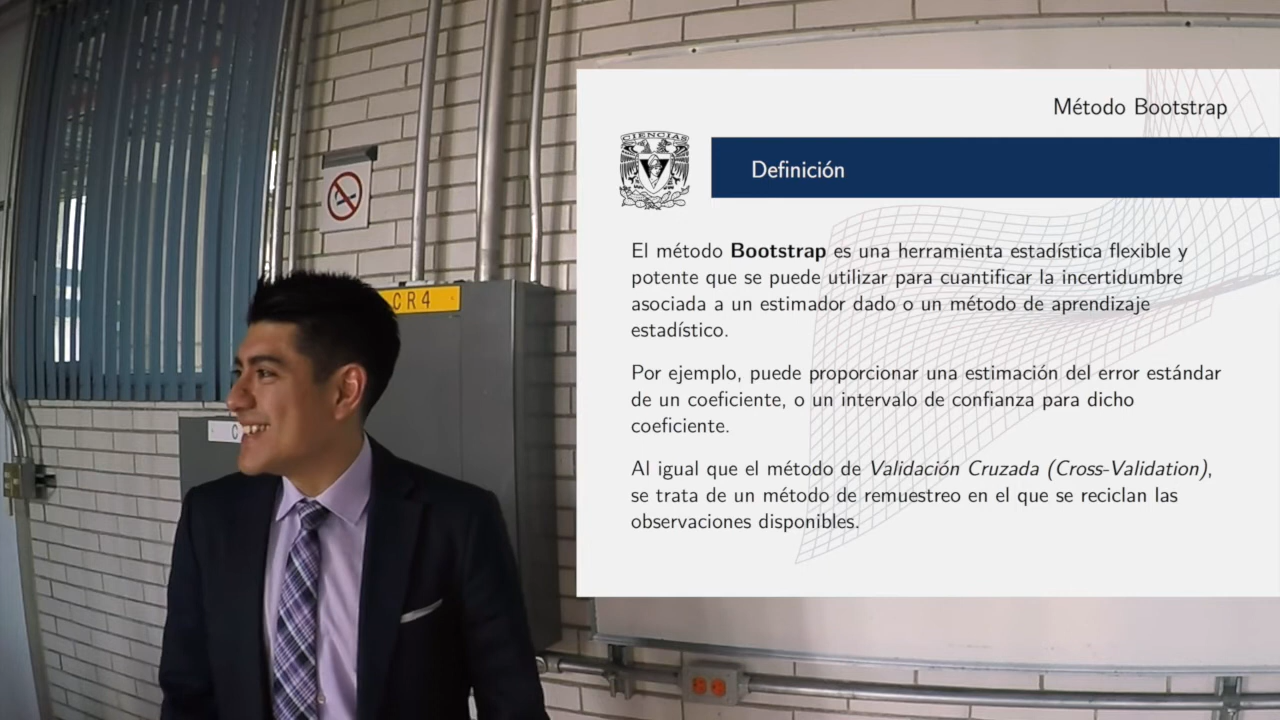 Método Bootstrap
CIENCIAS
Definición
El método Bootstrap es una herramienta estadística flexible y
potente que se puede utilizar para cuantificar la incertidumbre
asociada a un estimador dado o un método de aprendizaje
estadístico.
Por ejemplo, puede proporcionar una estimación del error estándar
de un coeficiente, o un intervalo de confianza para dicho
coeficiente.
Al igual que el método de Validación Cruzada (Cross-Validation),
se trata de un método de remuestreo en el que se reciclan las
observaciones disponibles.
CR4
C